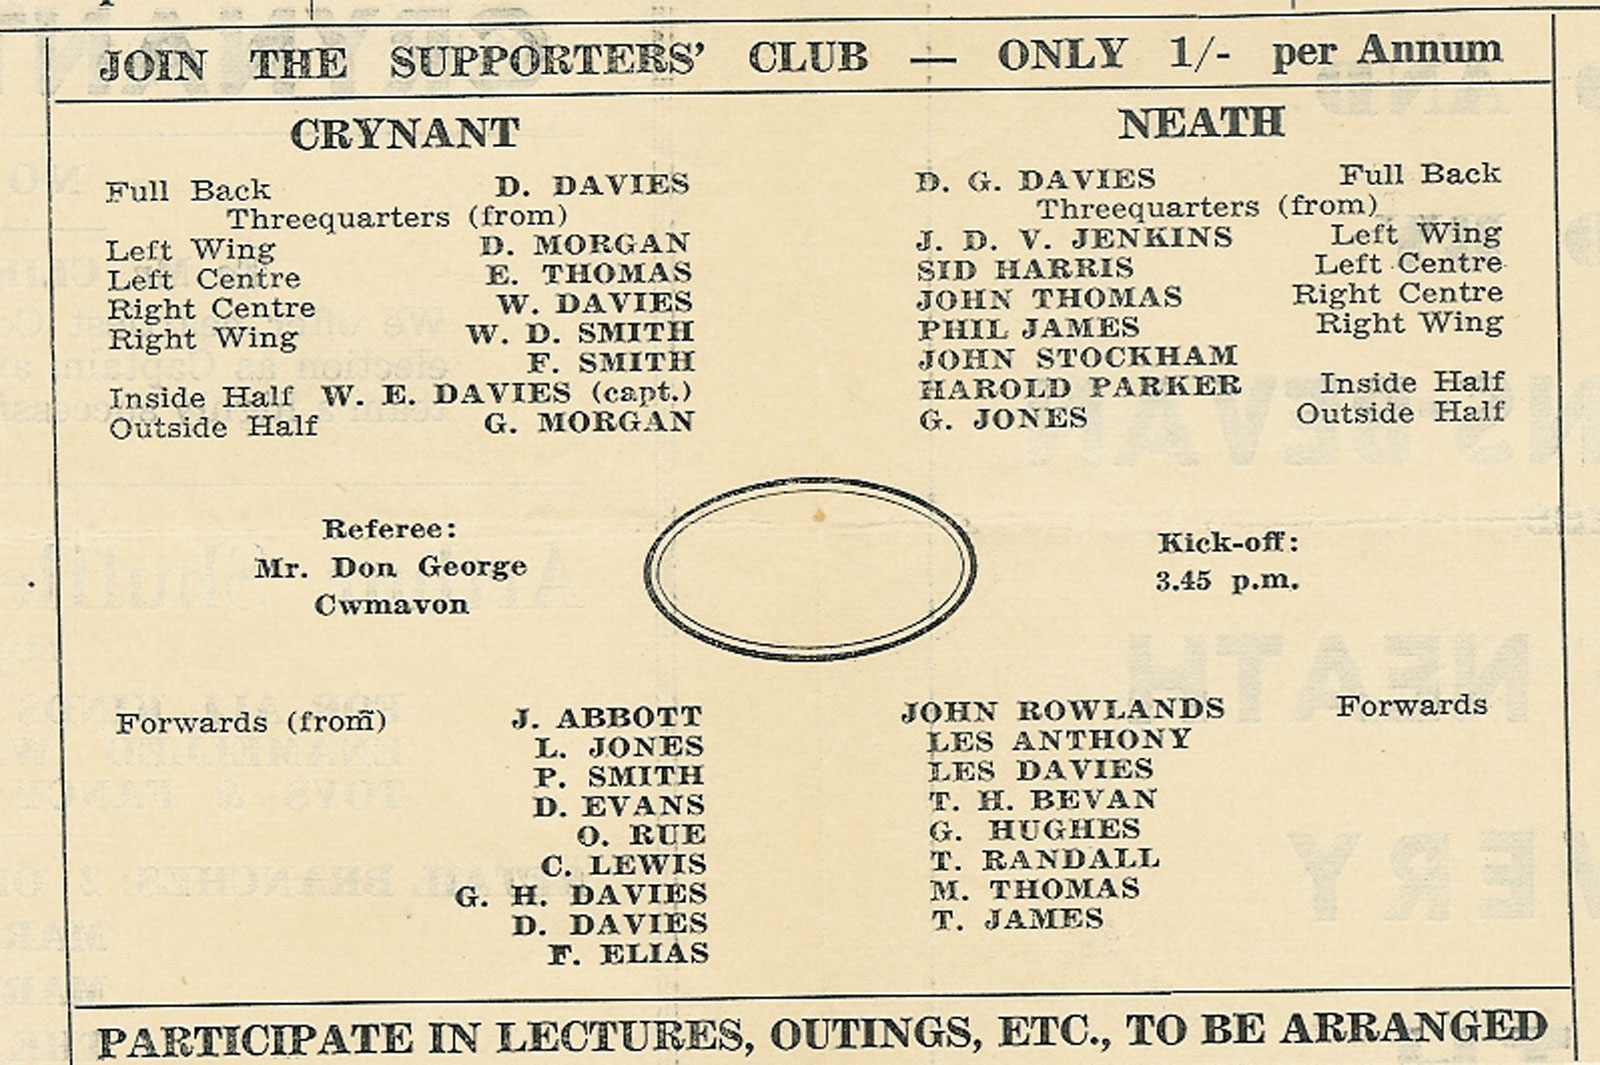 JOIN THE SUPPORTERS' CLUB — ONLY 1/- per Annum
CRYNANT
Full Back D. DAVIES
Threequarters (from)
Left Wing D. MORGAN
Left Centre E. THOMAS
Right Centre W. DAVIES
Right Wing W. D. SMITH
F. SMITH
Inside Half W. E. DAVIES (capt.)
Outside Half G. MORGAN
NEATH
D. G. DAVIES Full Back
Threequarters (from)
J. D. V. JENKINS Left Wing
SID HARRIS Left Centre
JOHN THOMAS Right Centre
PHIL JAMES Right Wing
JOHN STOCKHAM
HAROLD PARKER Inside Half
G. JONES Outside Half
Referee:
Mr. Don George
Cwmavon
Kick-off:
3.45 p.m.
Forwards (from) J. ABBOTT
L. JONES
P. SMITH
D. EVANS
O. RUE
C. LEWIS
G. H. DAVIES
D. DAVIES
F. ELIAS
JOHN ROWLANDS Forwards
LES ANTHONY
LES DAVIES
T. H. BEVAN
G. HUGHES
T. RANDALL
M. THOMAS
T. JAMES
PARTICIPATE IN LECTURES, OUTINGS, ETC., TO BE ARRANGED